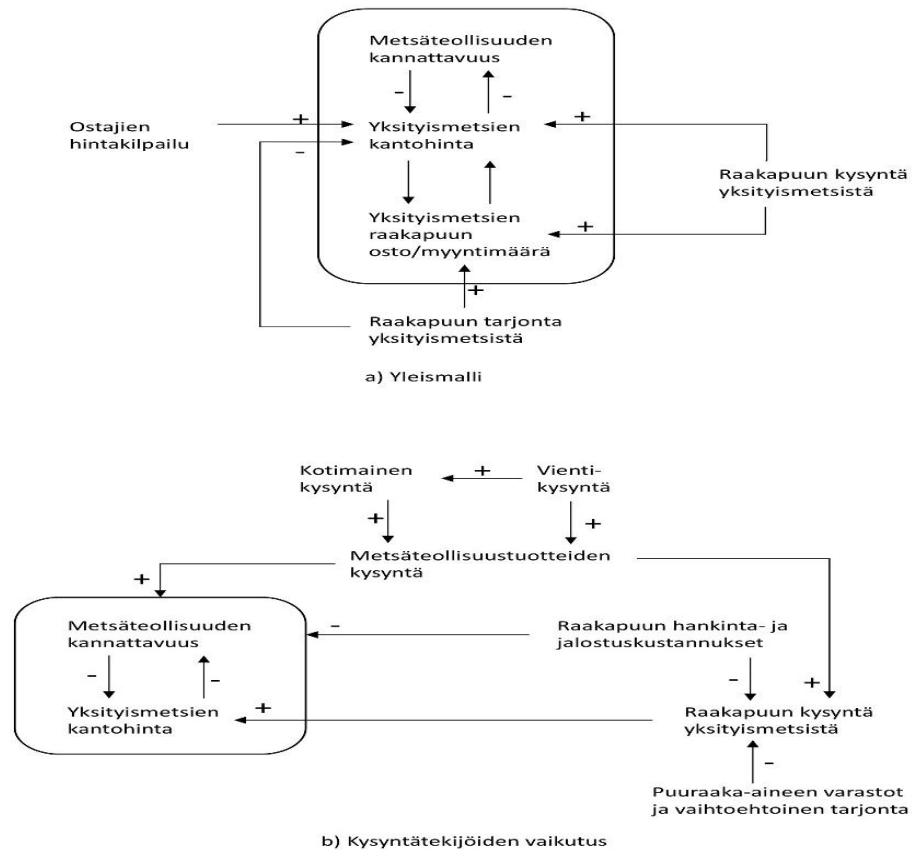 Metsäteollisuuden
kannattavuus
-
-
Ostajien
hintakilpailu
+
-
Yksityismetsien
kantohinta
+
Raakapuun kysyntä
yksityismetsistä
Yksityismetsien
raakapuun
osto/myyntimäärä
+
+
Raakapuun tarjonta
yksityismetsistä
a) Yleismalli
Kotimainen
kysyntä
+
Vienti-
kysyntä
+
+
Metsäteollisuustuotteiden
kysyntä
+
Metsäteollisuuden
kannattavuus
-
Raakapuun hankinta- ja
jalostuskustannukset
-
-
-
+
Yksityismetsien
kantohinta
+
Raakapuun kysyntä
yksityismetsistä
-
Puuraaka-aineen varastot
ja vaihtoehtoinen tarjonta
b) Kysyntätekijöiden vaikutus